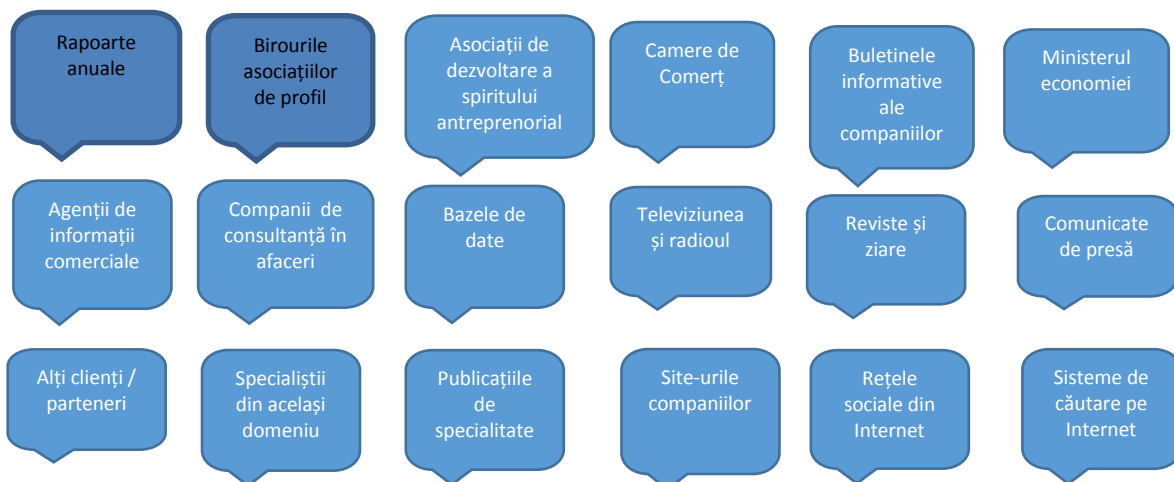 Rapoarte
anuale
Birourile
asociațiilor
de profil
Asociații de
dezvoltare a
spiritului
antreprenorial
Camere de
Comerț
Buletinele
informative
ale
companiilor
Ministerul
economiei
Agenții de
informații
comerciale
Companii de
consultanță în
afaceri
Bazele de
date
Televiziunea
și radioul
Reviste și
ziare
Comunicate
de presă
Alți clienți /
parteneri
Specialiștii
din același
domeniu
Publicațiile
de
specialitate
Site-urile
companiilor
Rețele
sociale din
Internet
Sisteme de
căutare pe
Internet